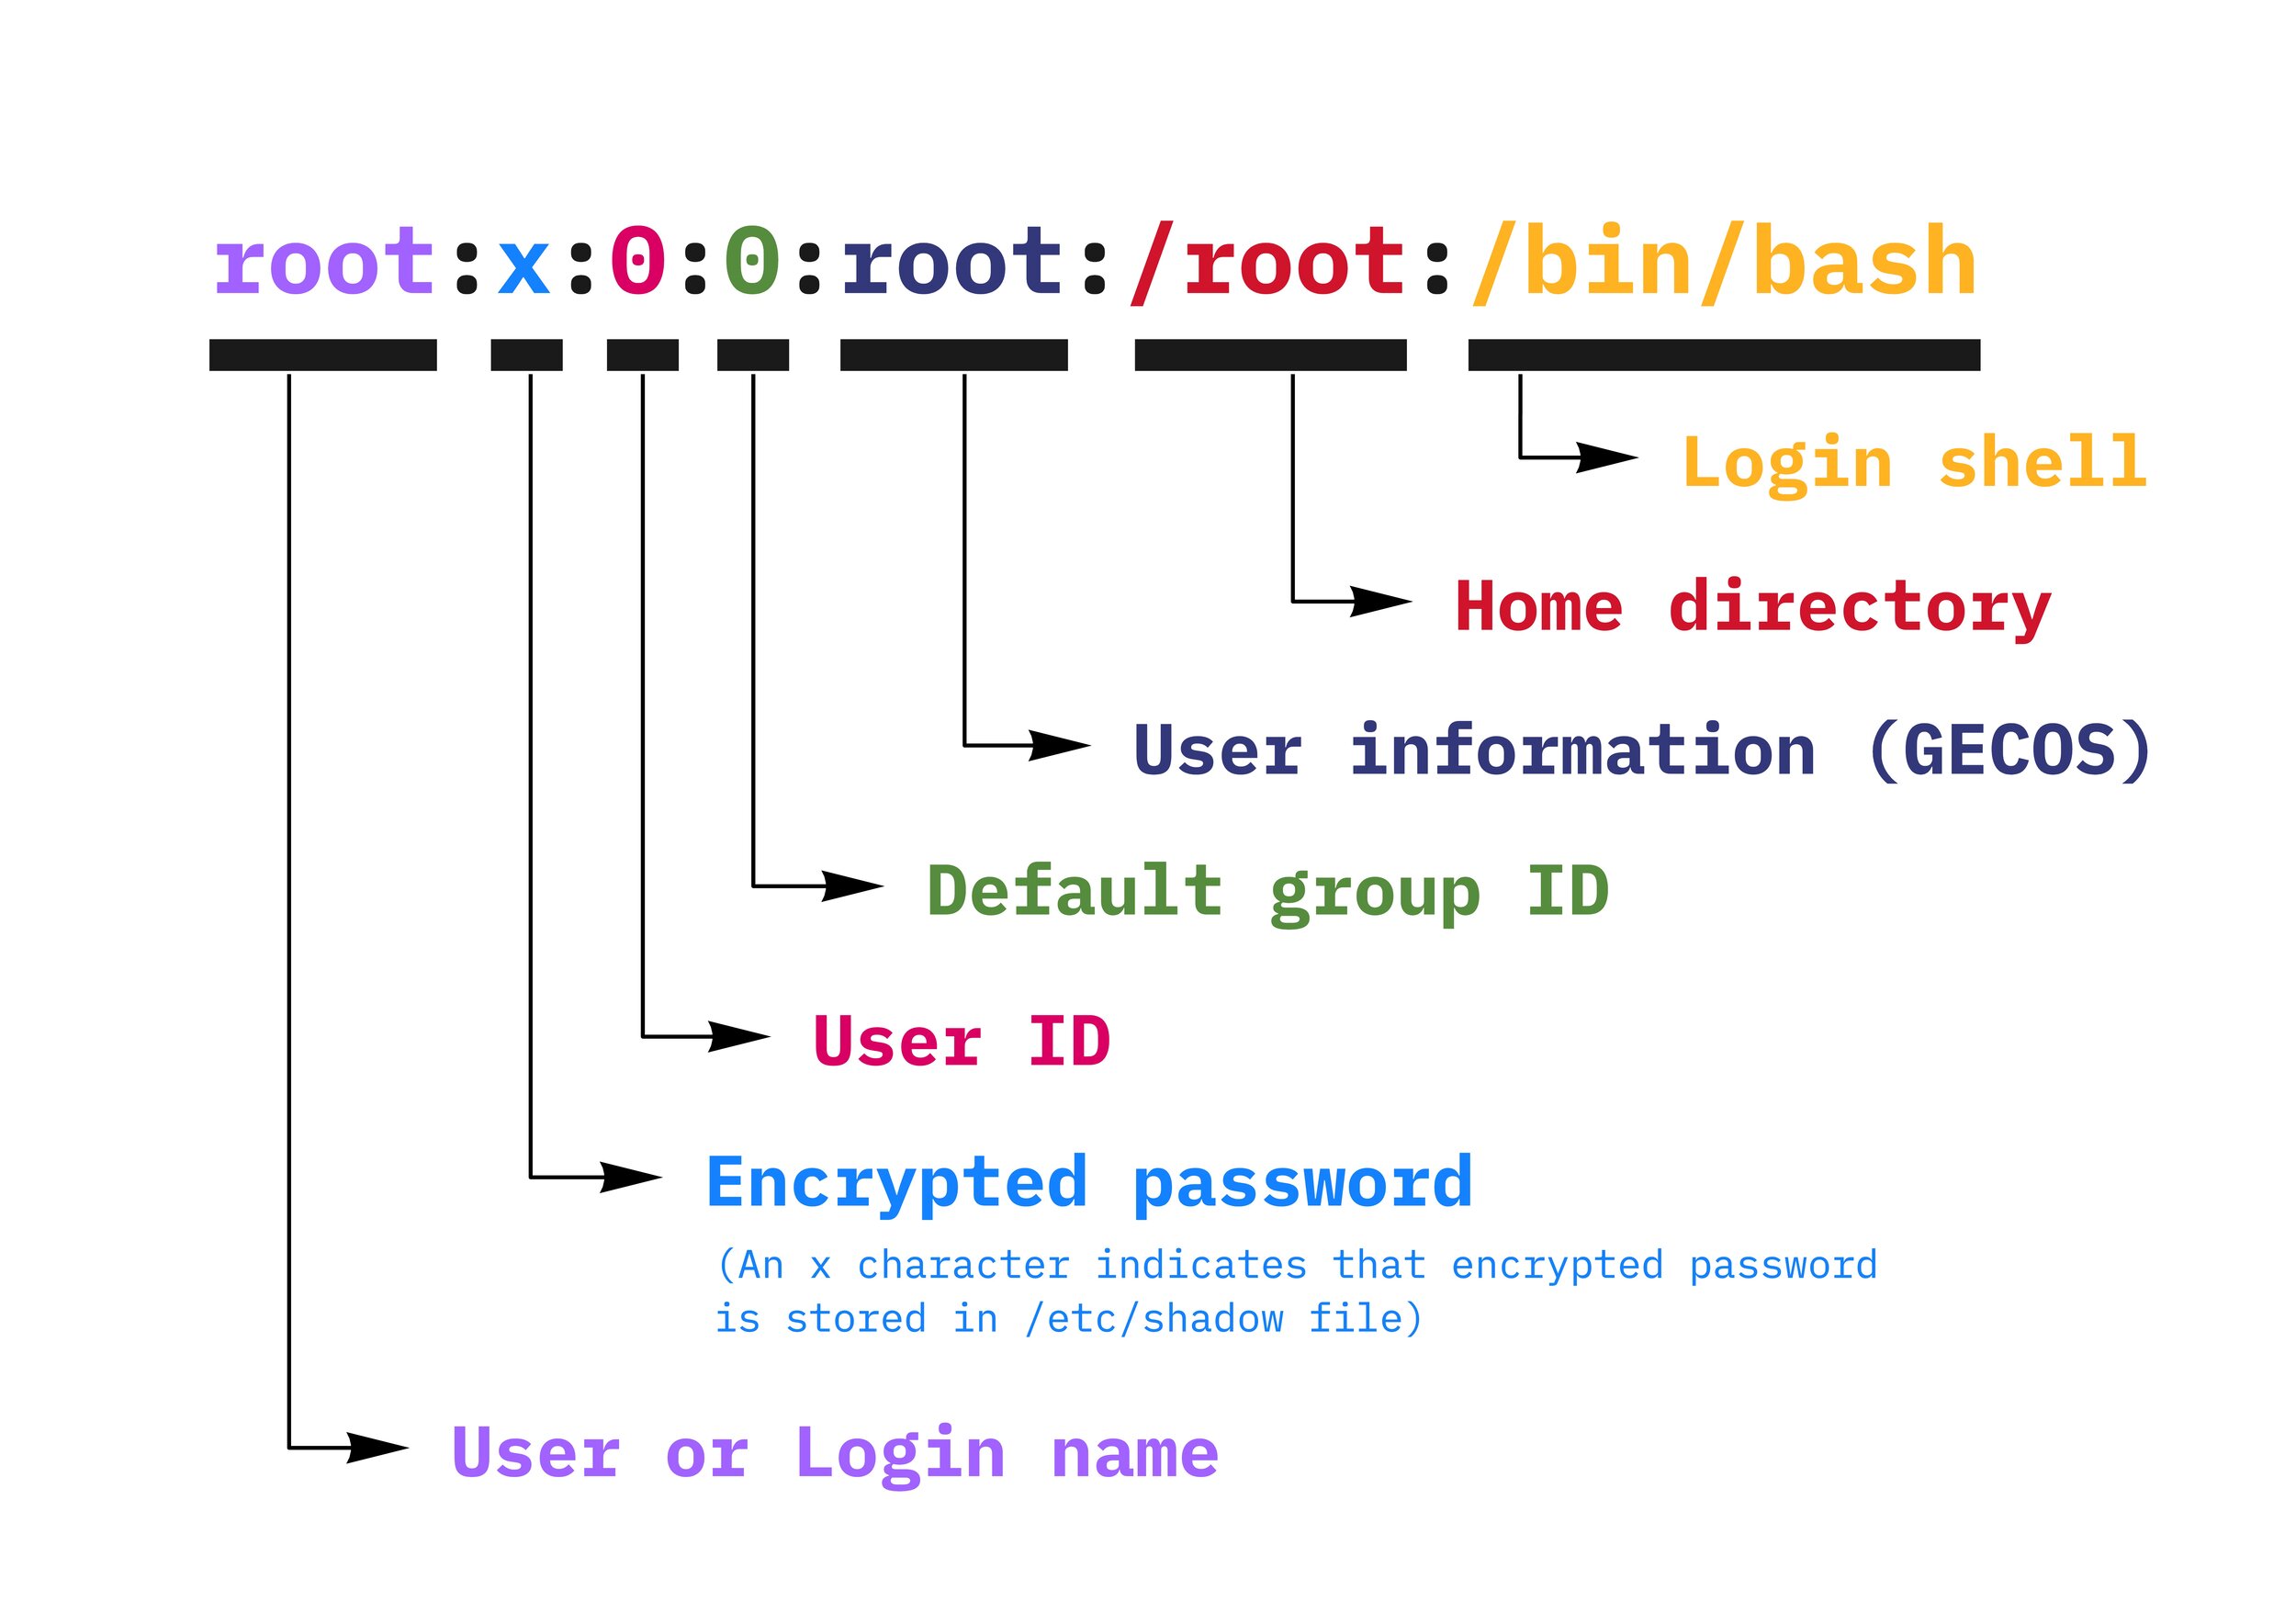 root:x:0:0:root:/root:/bin/bash
Login shell
Home directory
User information (GECOS)
Default group ID
User ID
Encrypted password
(An x character indicates that encrypted password
is stored in /etc/shadow file)
User or Login name